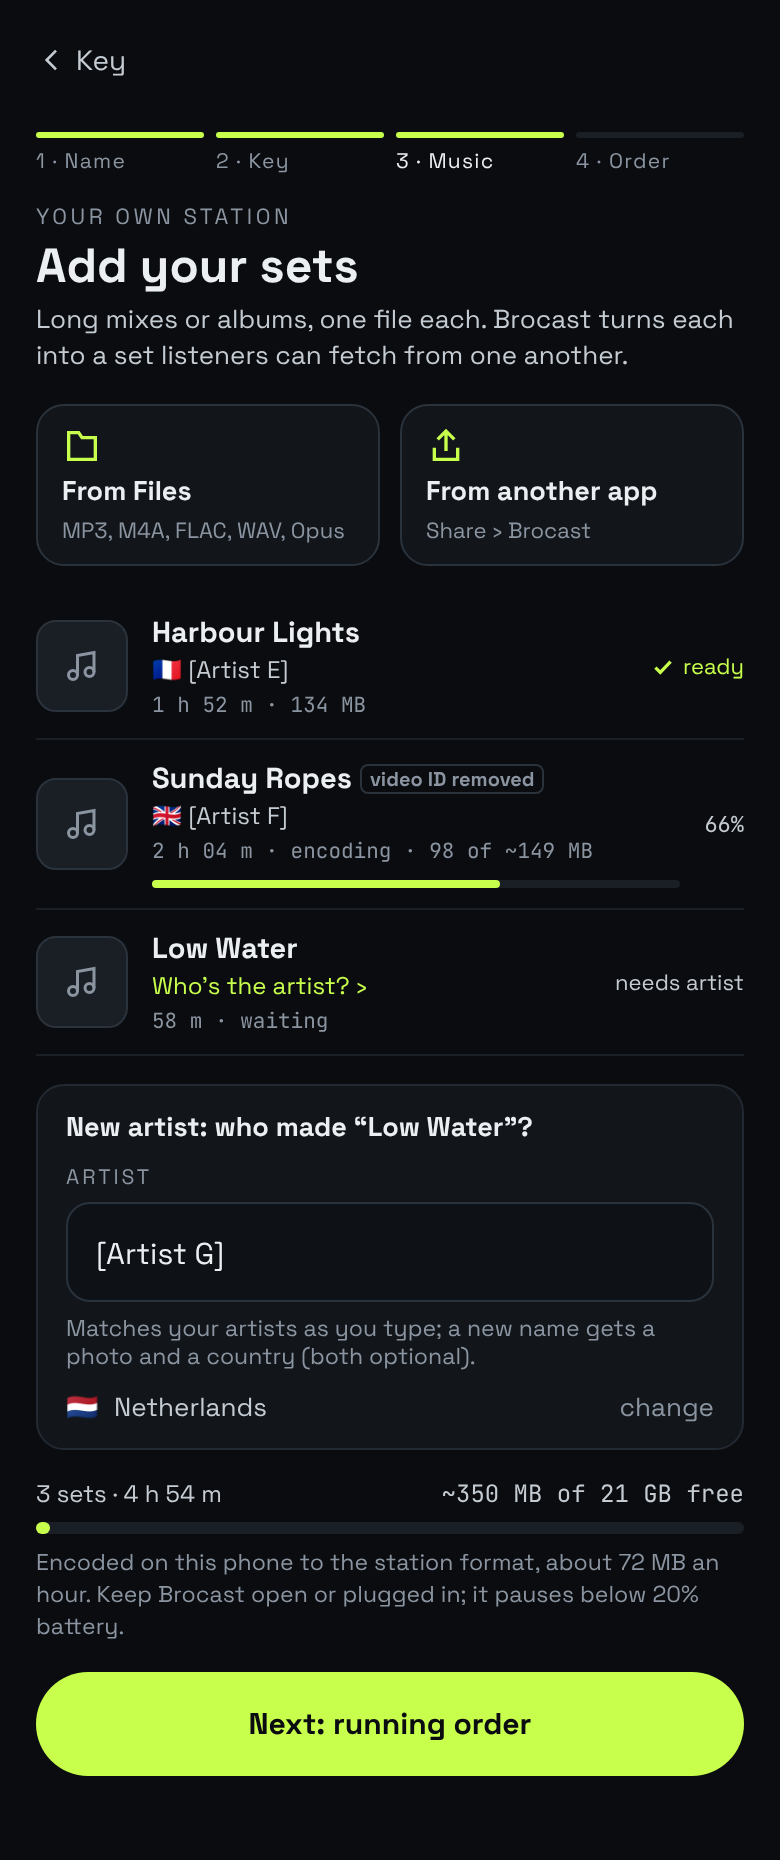 Key
1 · Name
2 · Key
3 · Music
4 · Order
YOUR OWN STATION
Add your sets
Long mixes or albums, one file each. Brocast turns each
into a set listeners can fetch from one another.
From Files
MP3, M4A, FLAC, WAV, Opus
From another app
Share > Brocast
Harbour Lights
[Artist E]
1 h 52 m · 134 MB
ready
Sunday Ropes video ID removed
[Artist F]
2 h 04 m · encoding · 98 of ~149 MB
66%
Low Water
Who’s the artist? >
58 m · waiting
needs artist
New artist: who made “Low Water”?
ARTIST
[Artist G]
Matches your artists as you type; a new name gets a
photo and a country (both optional).
Netherlands
change
3 sets · 4 h 54 m
~350 MB of 21 GB free
Encoded on this phone to the station format, about 72 MB an
hour. Keep Brocast open or plugged in; it pauses below 20%
battery.
Next: running order